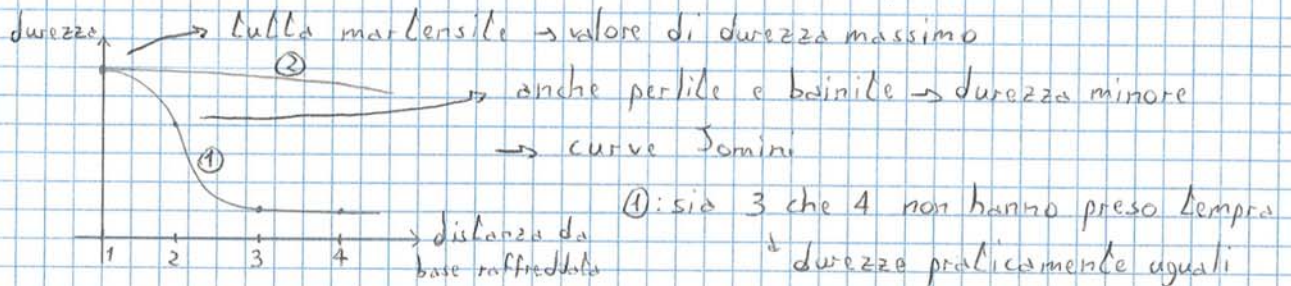 durezza → tutta martensite → valore di durezza massimo
②
→ anche perlite e bainite → durezza minore
→ curve Jominy
①
①: sia 3 che 4 non hanno preso tempra
1 2 3 4
distanza da
base raffreddata
durezze praticamente uguali